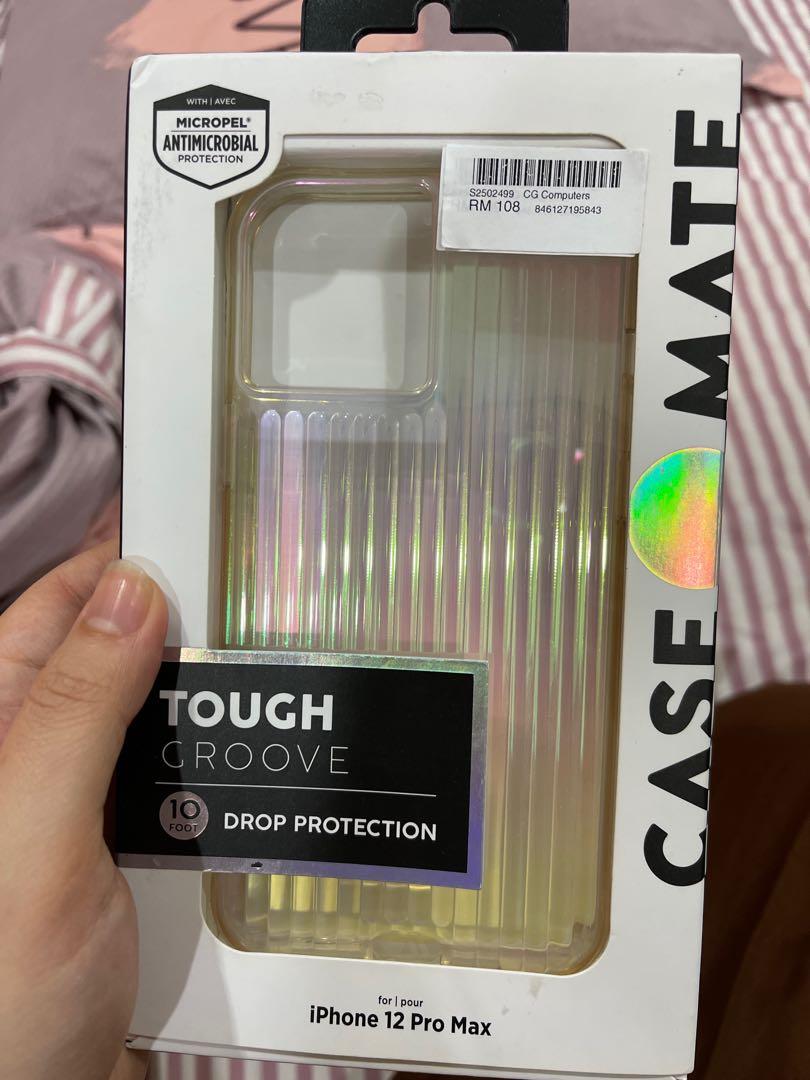 WITH | AVEC
MICROPEL®
ANTIMICROBIAL
PROTECTION
S2502499 CG Computers
RM 108 846127195843
CASE MATE
TOUGH
GROOVE
10
FOOT
DROP PROTECTION
for | pour
iPhone 12 Pro Max